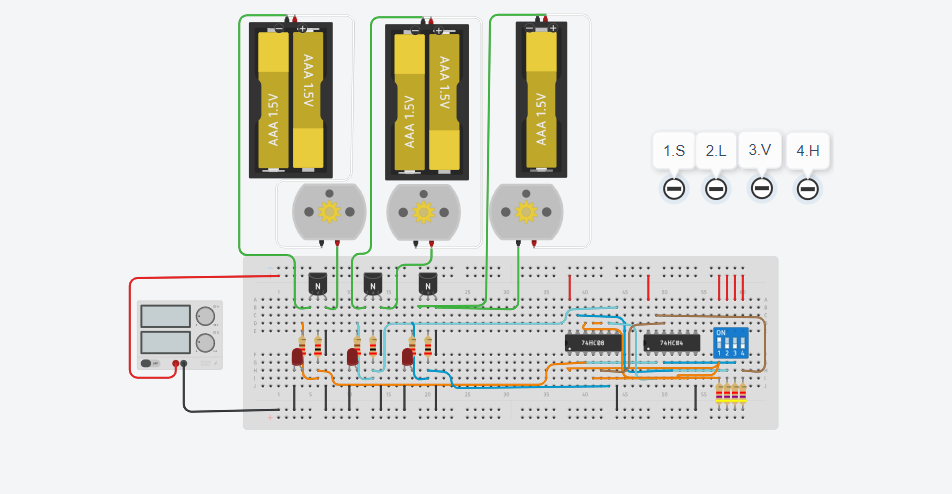 AAA 1.5V
AAA 1.5V
AAA 1.5V
AAA 1.5V
AAA 1.5V
1.S
2.L
3.V
4.H
N
N
N
74HC08
74HC04
ON
1 2 3 4